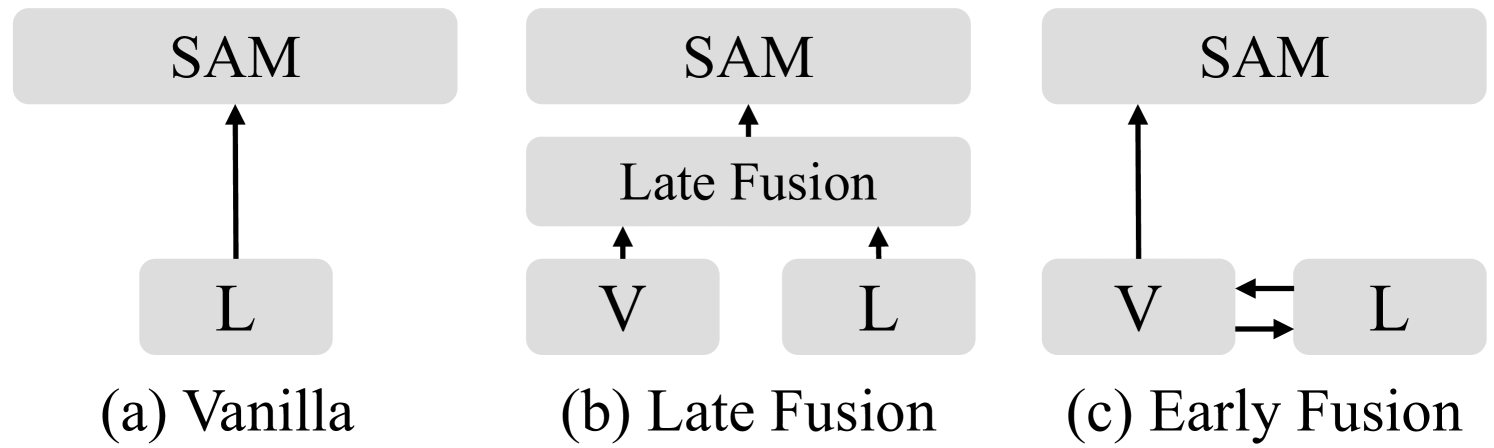 SAM
L
(a) Vanilla
SAM
Late Fusion
V
L
(b) Late Fusion
SAM
V
L
(c) Early Fusion